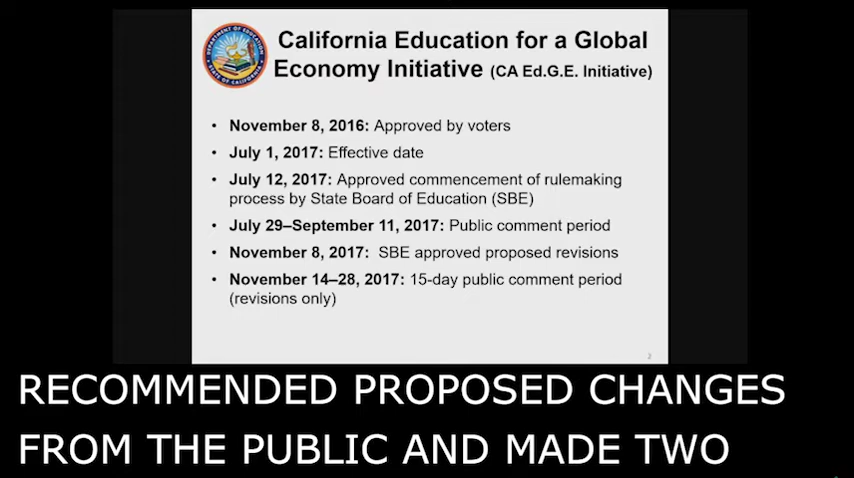 California Education for a Global
Economy Initiative (CA Ed.G.E. Initiative)
• November 8, 2016: Approved by voters
• July 1, 2017: Effective date
• July 12, 2017: Approved commencement of rulemaking
process by State Board of Education (SBE)
• July 29–September 11, 2017: Public comment period
• November 8, 2017: SBE approved proposed revisions
• November 14–28, 2017: 15-day public comment period
(revisions only)
2
RECOMMENDED PROPOSED CHANGES
FROM THE PUBLIC AND MADE TWO